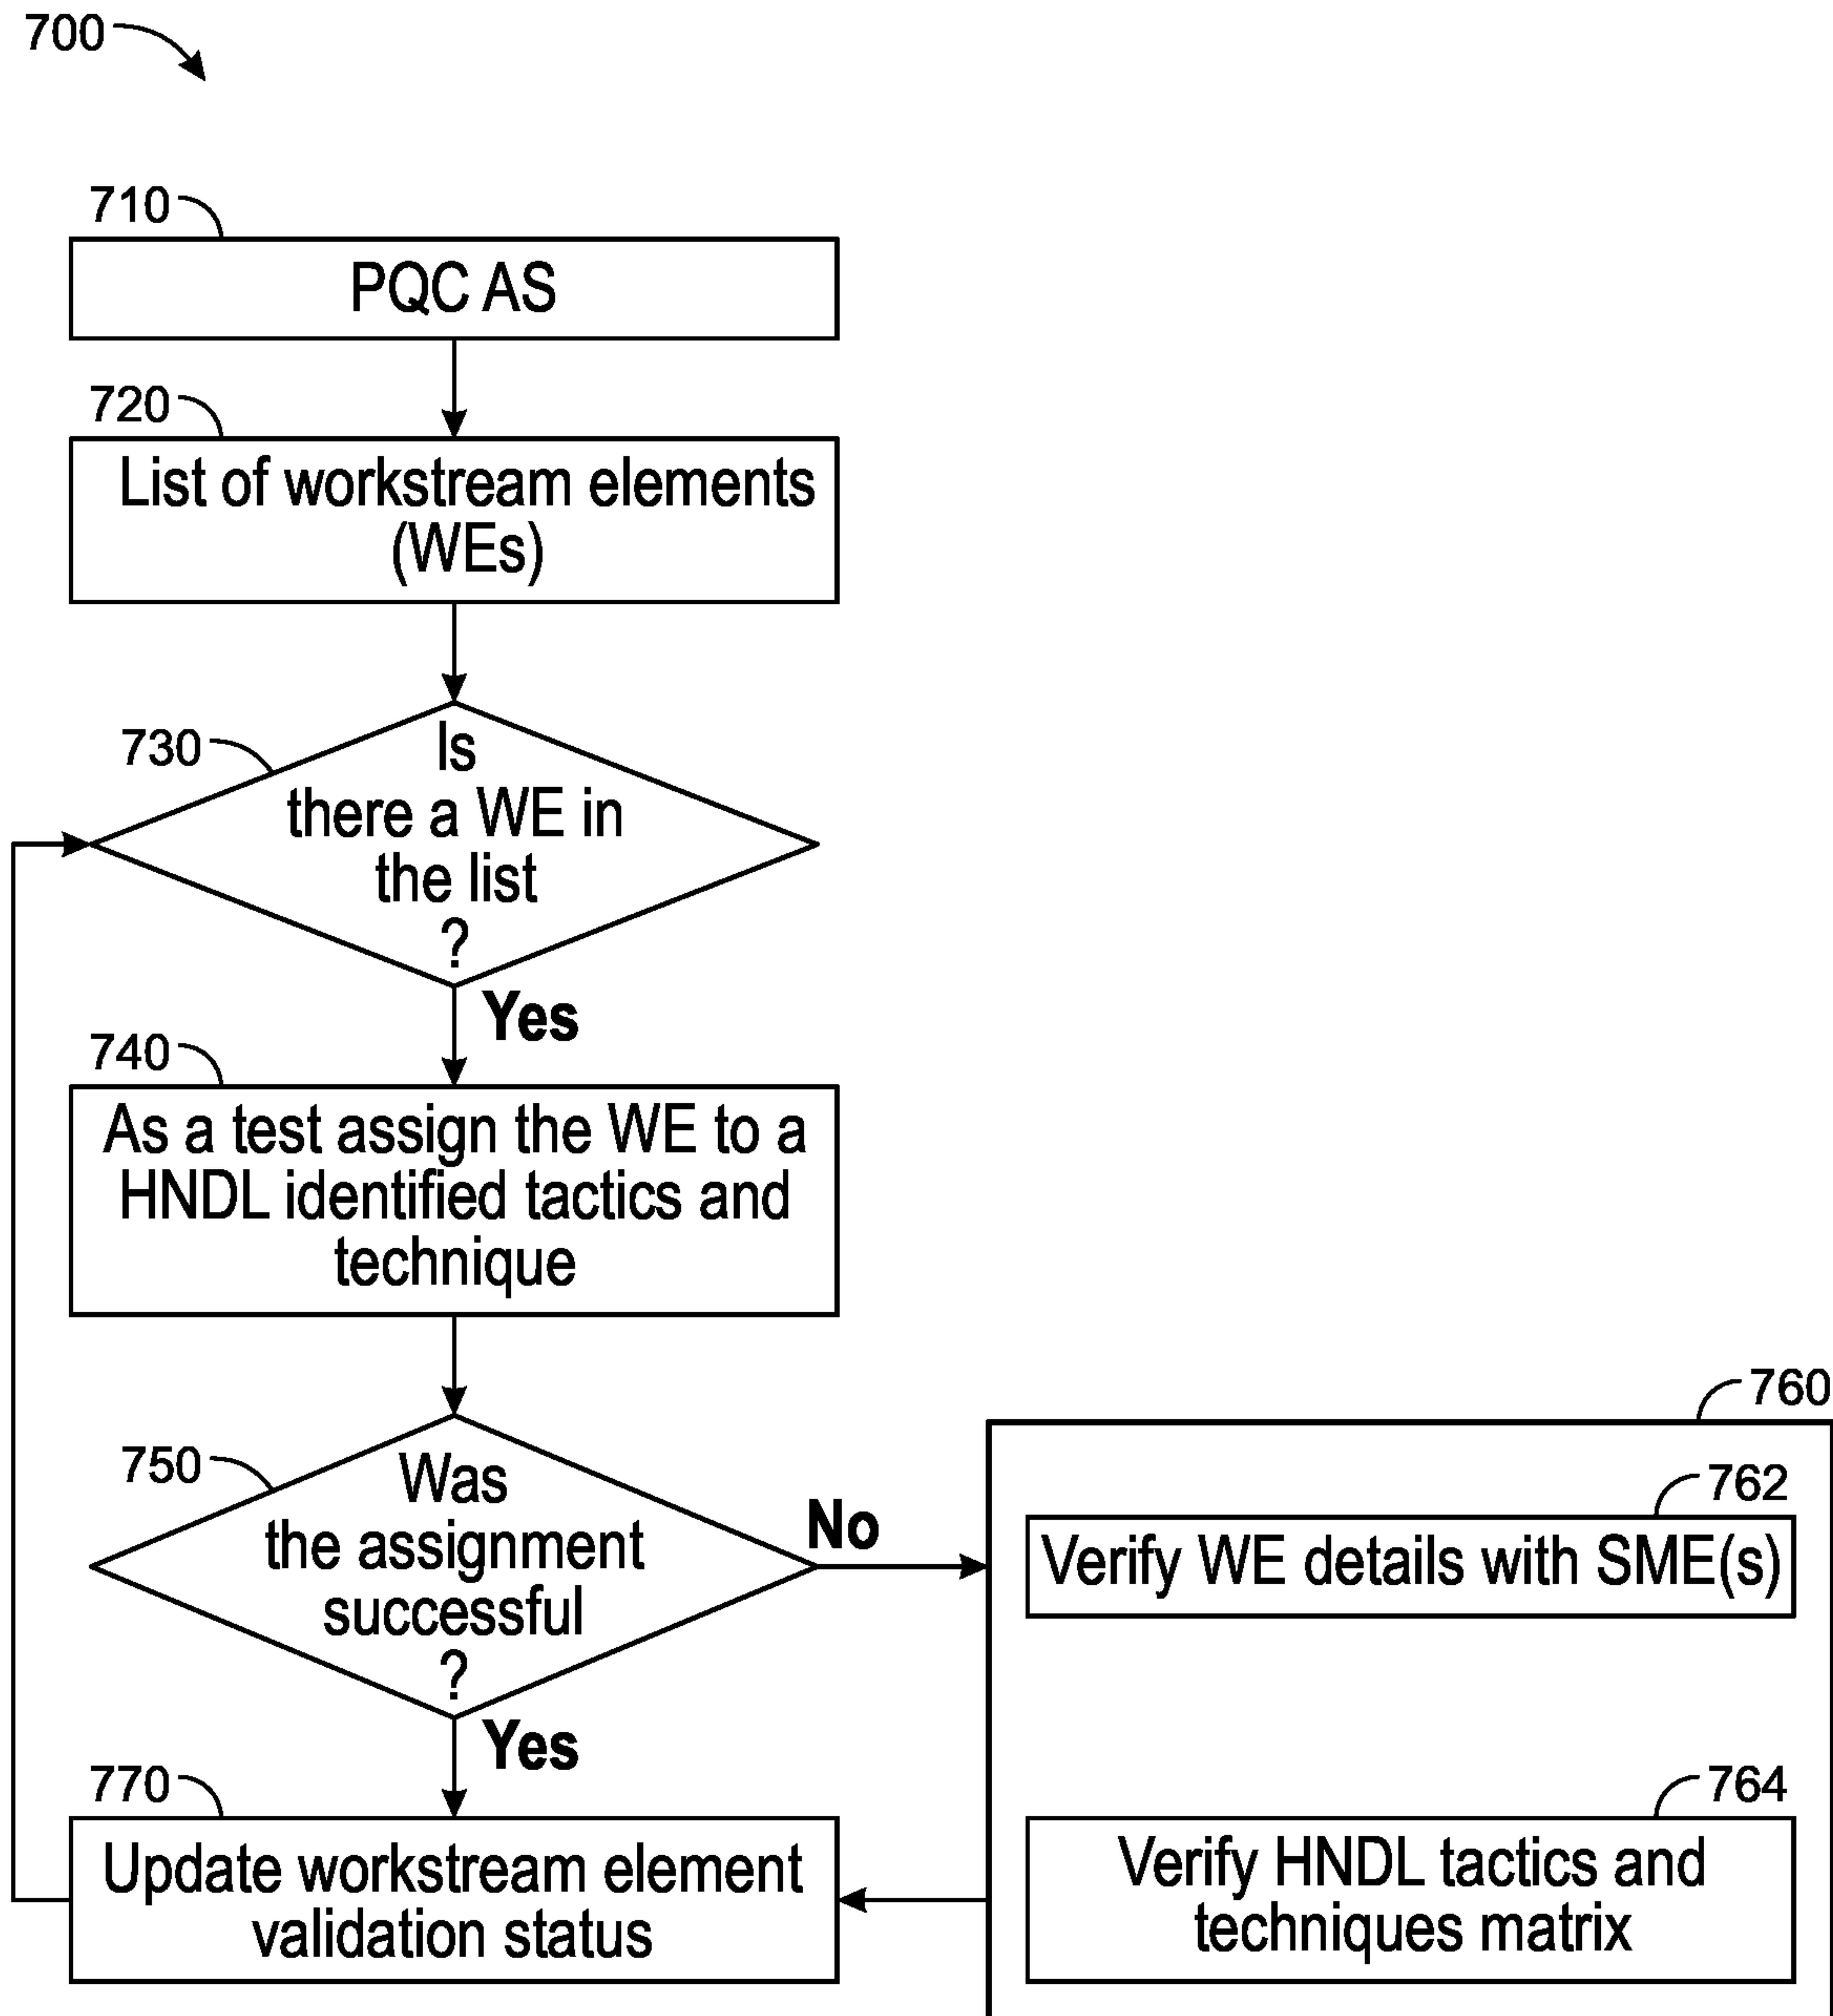 700
710
PQC AS
720
List of workstream elements
(WEs)
730
Is
there a WE in
the list
?
Yes
740
As a test assign the WE to a
HNDL identified tactics and
technique
750
Was
the assignment
successful
?
No
Yes
760
762
Verify WE details with SME(s)
764
Verify HNDL tactics and
techniques matrix
770
Update workstream element
validation status